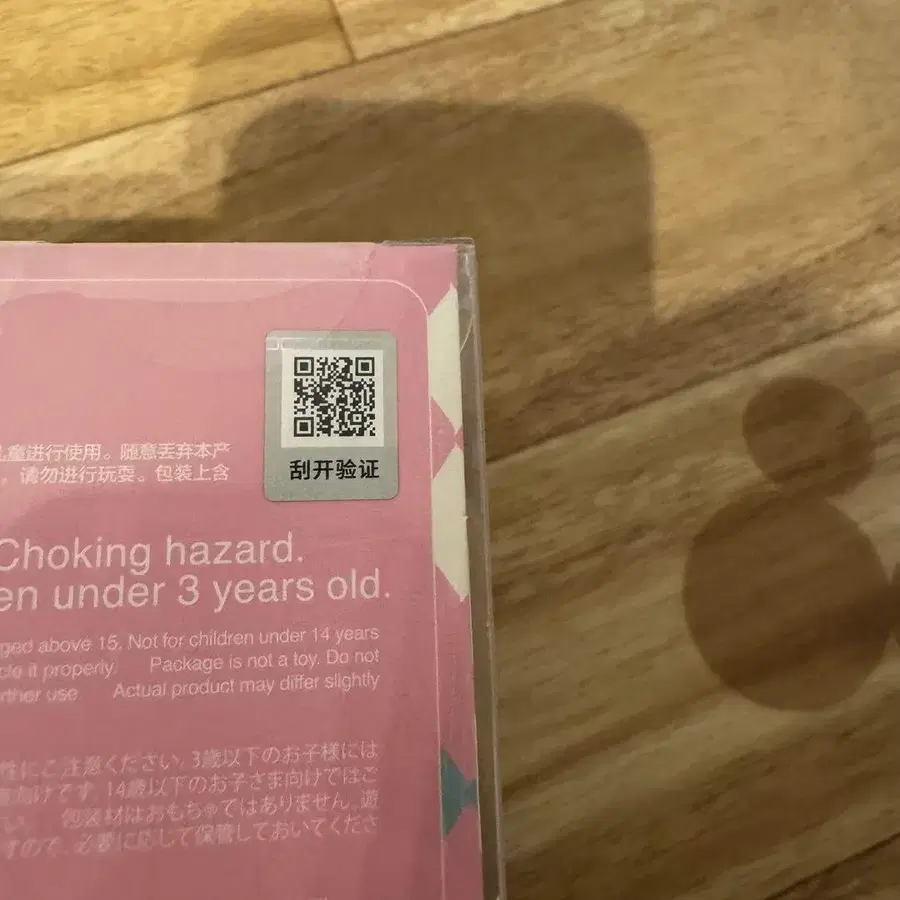 童进行使用。随意丢弃本产
，请勿进行玩耍。包装上含
刮开验证
Choking hazard.
en under 3 years old.
ged above 15. Not for children under 14 years
cle it properly. Package is not a toy. Do not
rther use Actual product may differ slightly
性にご注意ください。3歳以下のお子様には
向けです。14歳以下のお子さま向けではご
い。 包装材はおもちゃではありません。遊
すので、必要に応じて保管しておいてくださ